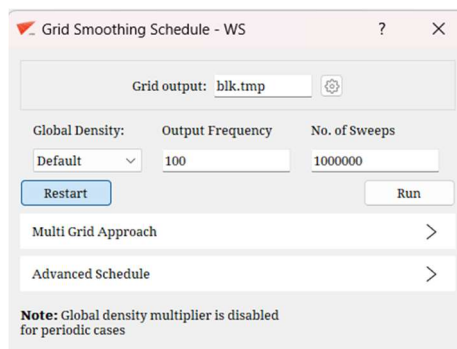 Grid Smoothing Schedule - WS ? ×
Grid output: blk.tmp
Global Density: Output Frequency No. of Sweeps
Default 100 1000000
Restart Run
Multi Grid Approach
Advanced Schedule
Note: Global density multiplier is disabled
for periodic cases